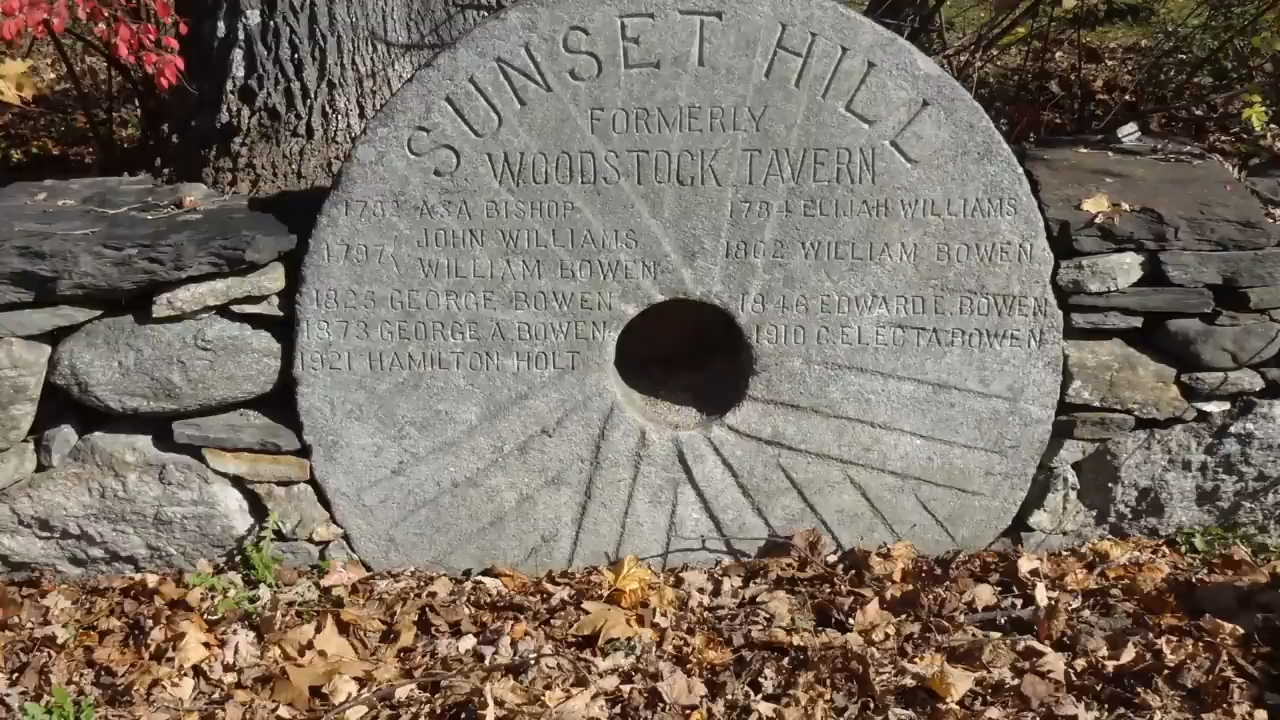 SUNSET HILL
FORMERLY
WOODSTOCK TAVERN
1782 ASA BISHOP 1784 ELIJAH WILLIAMS
1797 JOHN WILLIAMS
WILLIAM BOWEN 1802 WILLIAM BOWEN
1825 GEORGE BOWEN 1846 EDWARD E. BOWEN
1873 GEORGE A. BOWEN 1910 C. ELECTA BOWEN
1921 HAMILTON HOLT